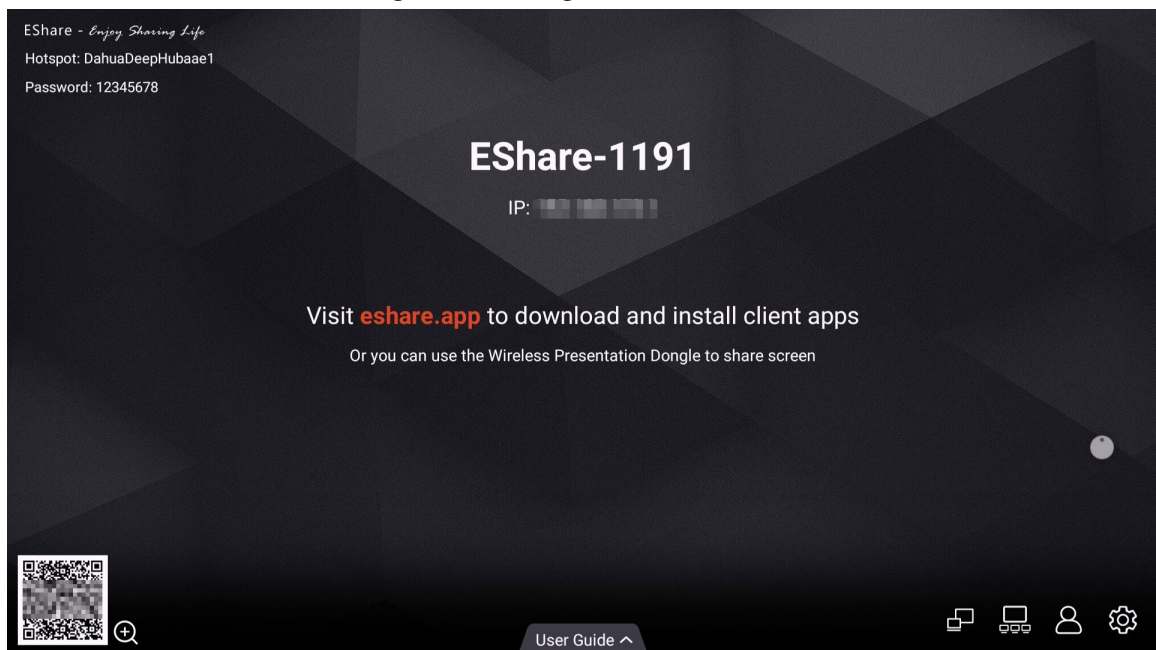 EShare - Enjoy Sharing Life
Hotspot: DahuaDeepHubaae1
Password: 12345678
EShare-1191
IP:
Visit eshare.app to download and install client apps
Or you can use the Wireless Presentation Dongle to share screen
User Guide